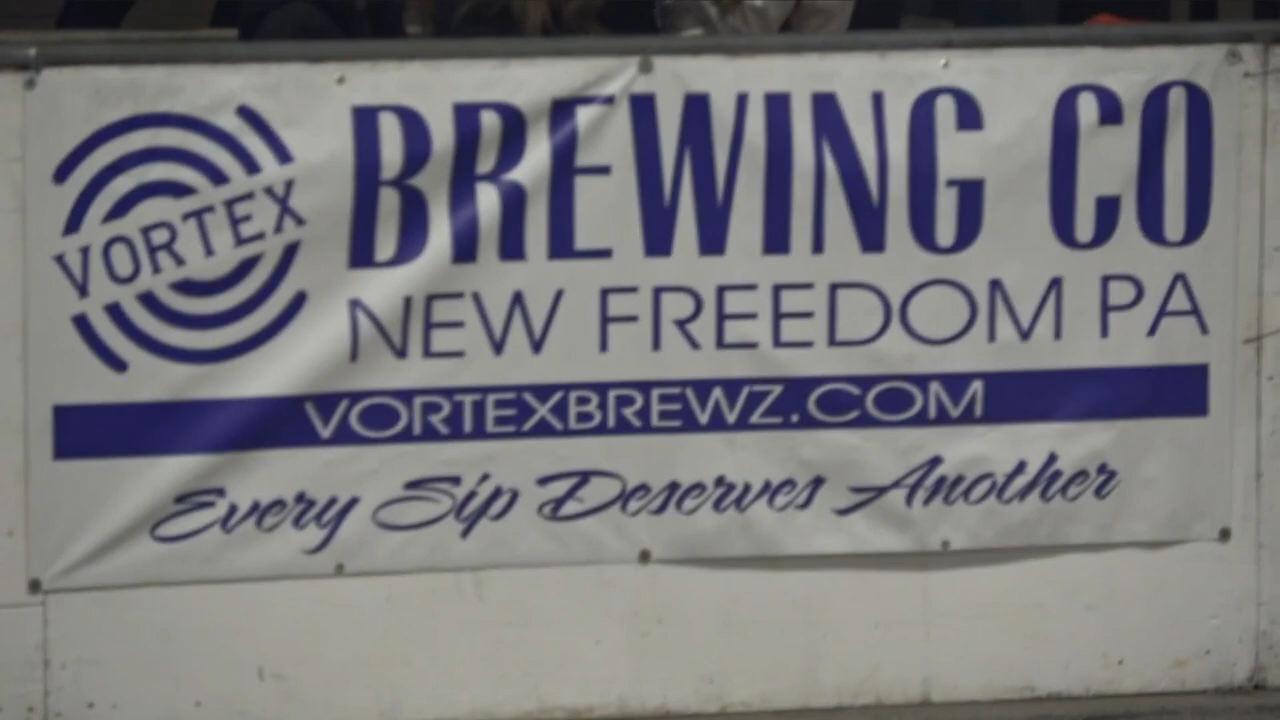 VORTEX
BREWING CO
NEW FREEDOM PA
VORTEXBREWZ.COM
Every Sip Deserves Another